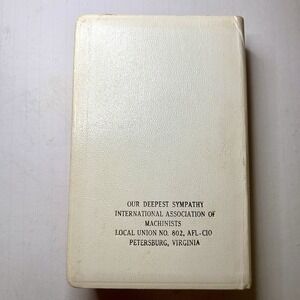 OUR DEEPEST SYMPATHY
INTERNATIONAL ASSOCIATION OF
MACHINISTS
LOCAL UNION NO. 802, AFL-CIO
PETERSBURG, VIRGINIA